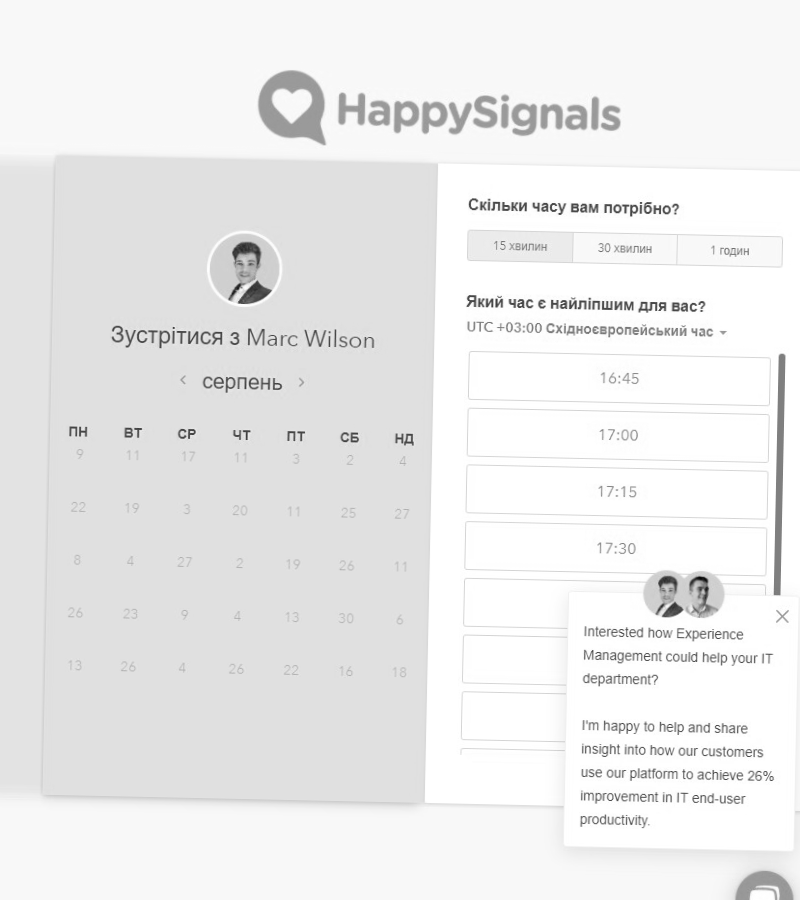 HappySignals
Зустрітися з Marc Wilson
серпень
ПН ВТ СР ЧТ ПТ СБ НД
9 11 17 11 3 2 4
22 19 3 20 11 25 27
8 4 27 2 19 26 11
26 23 9 4 13 30 6
13 26 4 26 22 16 18
Скільки часу вам потрібно?
15 хвилин 30 хвилин 1 годин
Який час є найліпшим для вас?
UTC +03:00 Східноєвропейський час
16:45
17:00
17:15
17:30
Interested how Experience
Management could help your IT
department?
I'm happy to help and share
insight into how our customers
use our platform to achieve 26%
improvement in IT end-user
productivity.